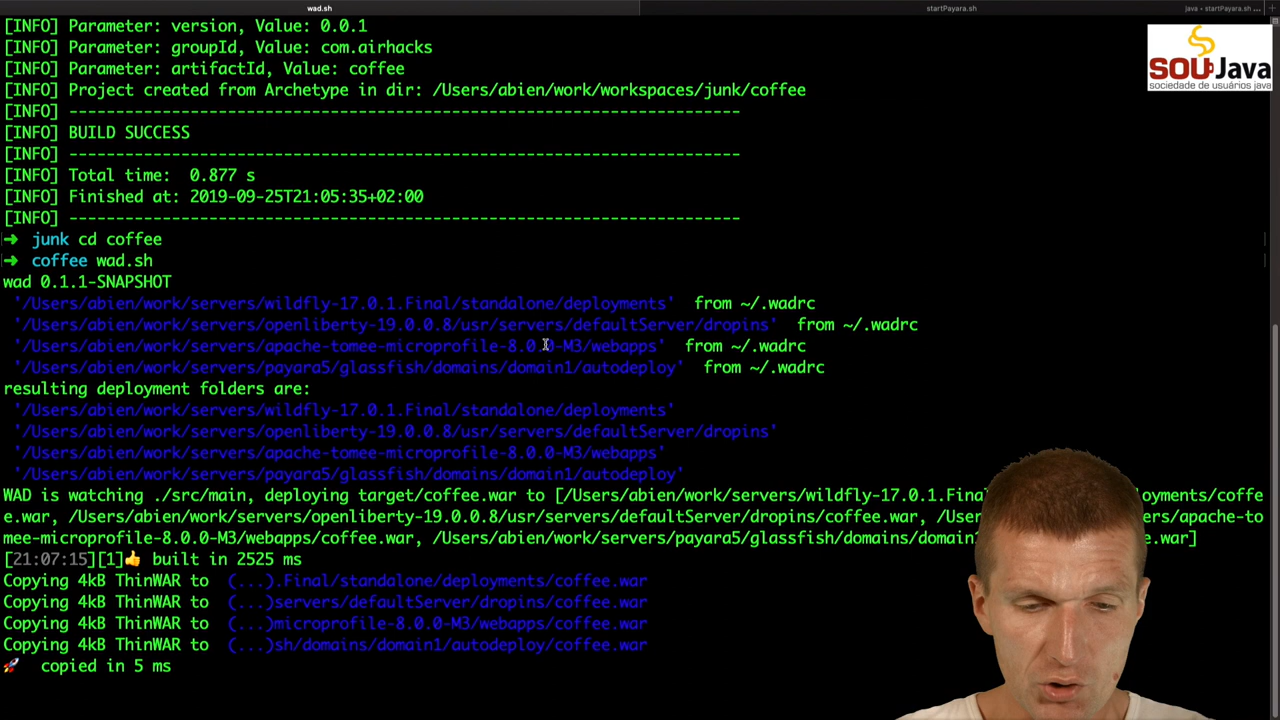 wad.sh
startPayara.sh
java ◂ startPayara.sh ...
[INFO] Parameter: version, Value: 0.0.1
[INFO] Parameter: groupId, Value: com.airhacks
[INFO] Parameter: artifactId, Value: coffee
[INFO] Project created from Archetype in dir: /Users/abien/work/workspaces/junk/coffee
[INFO] ------------------------------------------------------------------------
[INFO] BUILD SUCCESS
[INFO] ------------------------------------------------------------------------
[INFO] Total time:  0.877 s
[INFO] Finished at: 2019-09-25T21:05:35+02:00
[INFO] ------------------------------------------------------------------------
➜ junk cd coffee
➜ coffee wad.sh
wad 0.1.1-SNAPSHOT
'/Users/abien/work/servers/wildfly-17.0.1.Final/standalone/deployments' from ~/.wadrc
'/Users/abien/work/servers/openliberty-19.0.0.8/usr/servers/defaultServer/dropins' from ~/.wadrc
'/Users/abien/work/servers/apache-tomee-microprofile-8.0.0-M3/webapps' from ~/.wadrc
'/Users/abien/work/servers/payara5/glassfish/domains/domain1/autodeploy' from ~/.wadrc
resulting deployment folders are:
'/Users/abien/work/servers/wildfly-17.0.1.Final/standalone/deployments'
'/Users/abien/work/servers/openliberty-19.0.0.8/usr/servers/defaultServer/dropins'
'/Users/abien/work/servers/apache-tomee-microprofile-8.0.0-M3/webapps'
'/Users/abien/work/servers/payara5/glassfish/domains/domain1/autodeploy'
WAD is watching ./src/main, deploying target/coffee.war to [/Users/abien/work/servers/wildfly-17.0.1.Fina loyments/coffe
e.war, /Users/abien/work/servers/openliberty-19.0.0.8/usr/servers/defaultServer/dropins/coffee.war, /User ers/apache-to
mee-microprofile-8.0.0-M3/webapps/coffee.war, /Users/abien/work/servers/payara5/glassfish/domains/domain1 e.war]
[21:07:15][1]👍 built in 2525 ms
Copying 4kB ThinWAR to (...).Final/standalone/deployments/coffee.war
Copying 4kB ThinWAR to (...)servers/defaultServer/dropins/coffee.war
Copying 4kB ThinWAR to (...)microprofile-8.0.0-M3/webapps/coffee.war
Copying 4kB ThinWAR to (...)sh/domains/domain1/autodeploy/coffee.war
🚀 copied in 5 ms
SOUJava
sociedade de usuários java